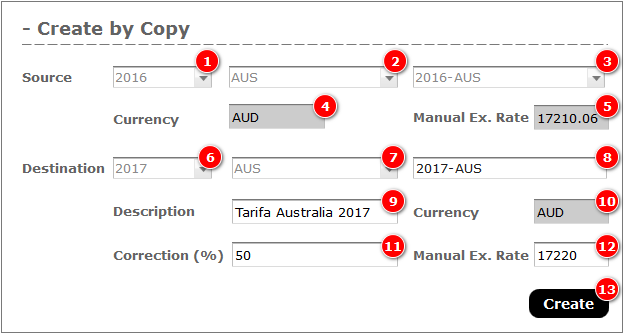 - Create by Copy
Source 2016 1 AUS 2 2016-AUS 3
Currency AUD 4 Manual Ex. Rate 17210.06 5
Destination 2017 6 AUS 7 2017-AUS 8
Description Tarifa Australia 2017 9 Currency AUD 10
Correction (%) 50 11 Manual Ex. Rate 17220 12
Create 13